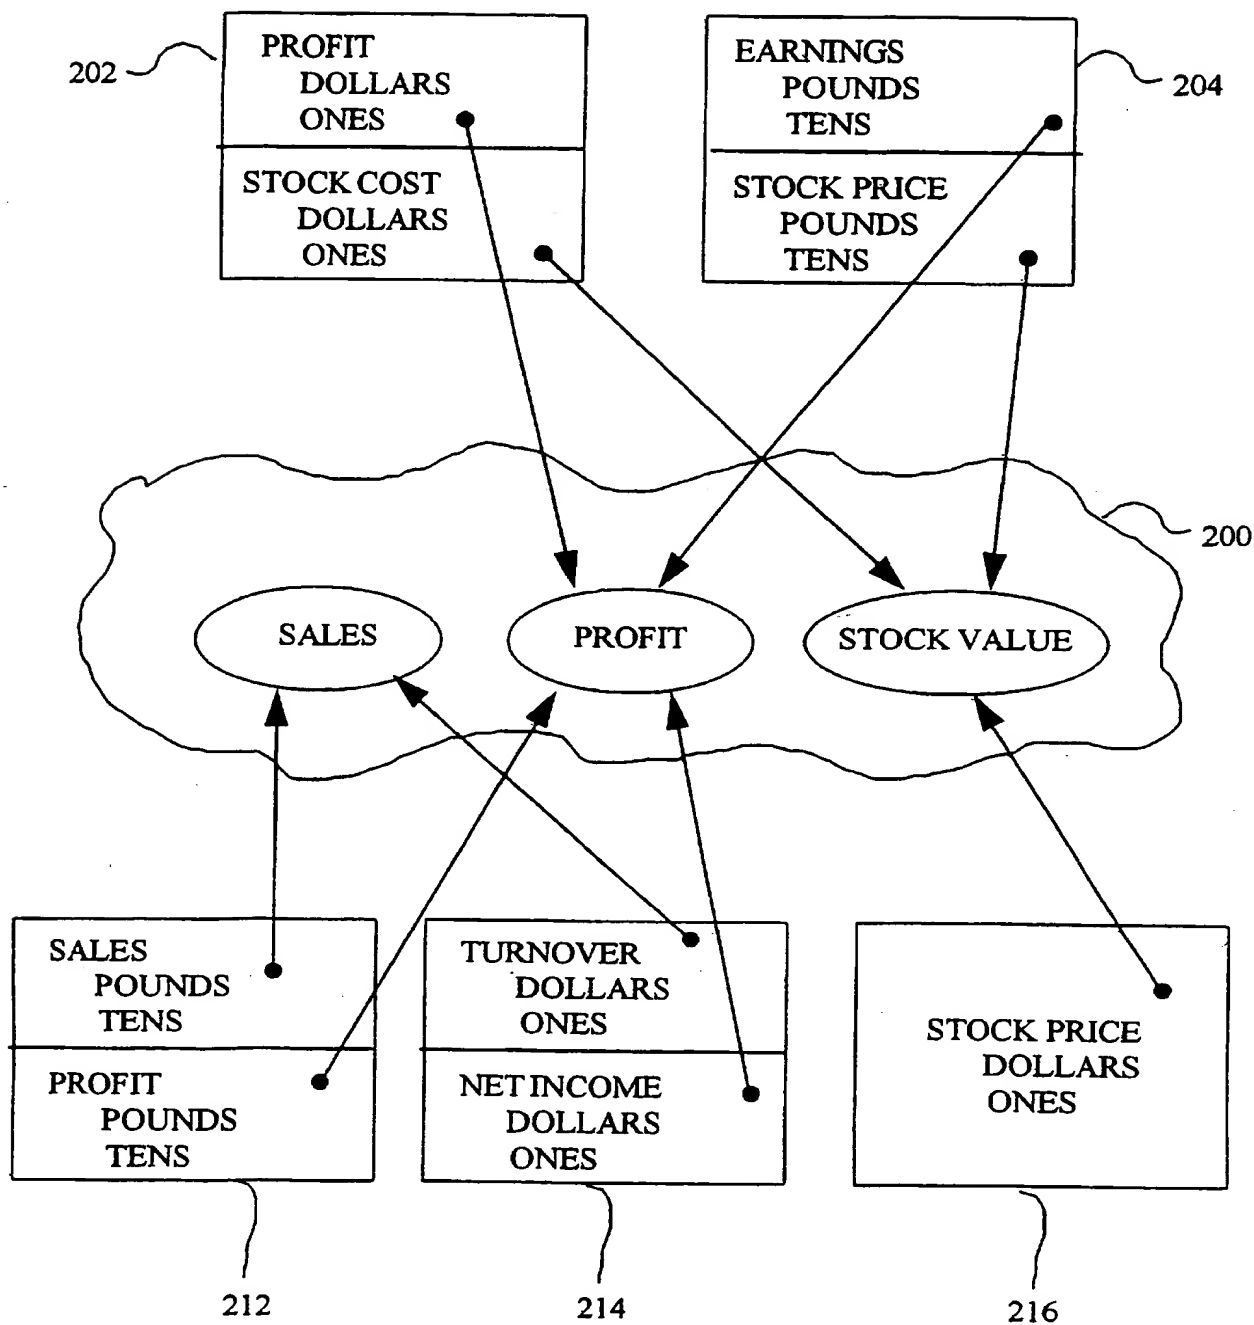 PROFIT
DOLLARS
ONES
202
STOCK COST
DOLLARS
ONES
EARNINGS
POUNDS
TENS
204
STOCK PRICE
POUNDS
TENS
200
SALES
PROFIT
STOCK VALUE
SALES
POUNDS
TENS
PROFIT
POUNDS
TENS
TURNOVER
DOLLARS
ONES
NET INCOME
DOLLARS
ONES
STOCK PRICE
DOLLARS
ONES
212
214
216